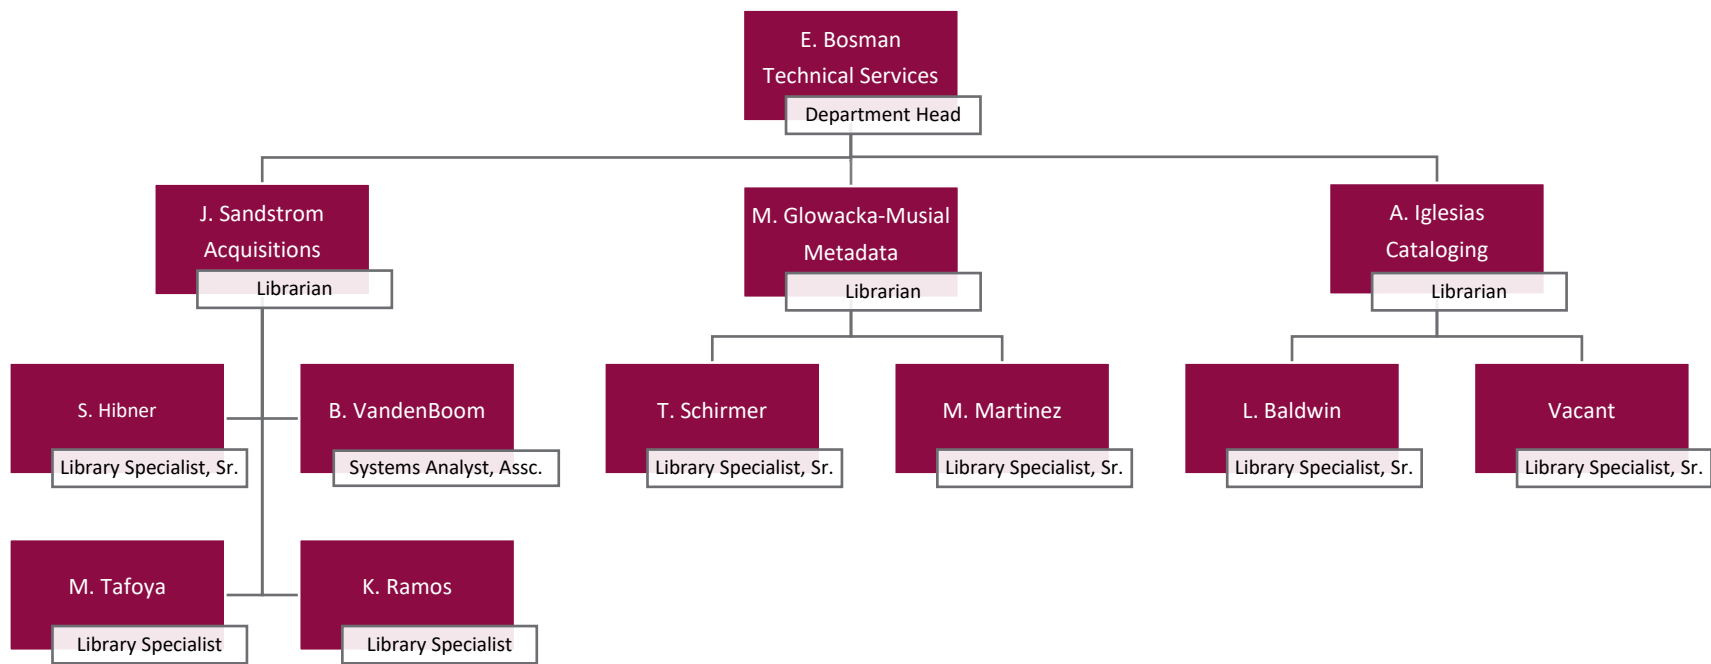 E. Bosman
Technical Services
Department Head
J. Sandstrom
Acquisitions
Librarian
M. Glowacka-Musial
Metadata
Librarian
A. Iglesias
Cataloging
Librarian
S. Hibner
Library Specialist, Sr.
B. VandenBoom
Systems Analyst, Assc.
T. Schirmer
Library Specialist, Sr.
M. Martinez
Library Specialist, Sr.
L. Baldwin
Library Specialist, Sr.
Vacant
Library Specialist, Sr.
M. Tafoya
Library Specialist
K. Ramos
Library Specialist